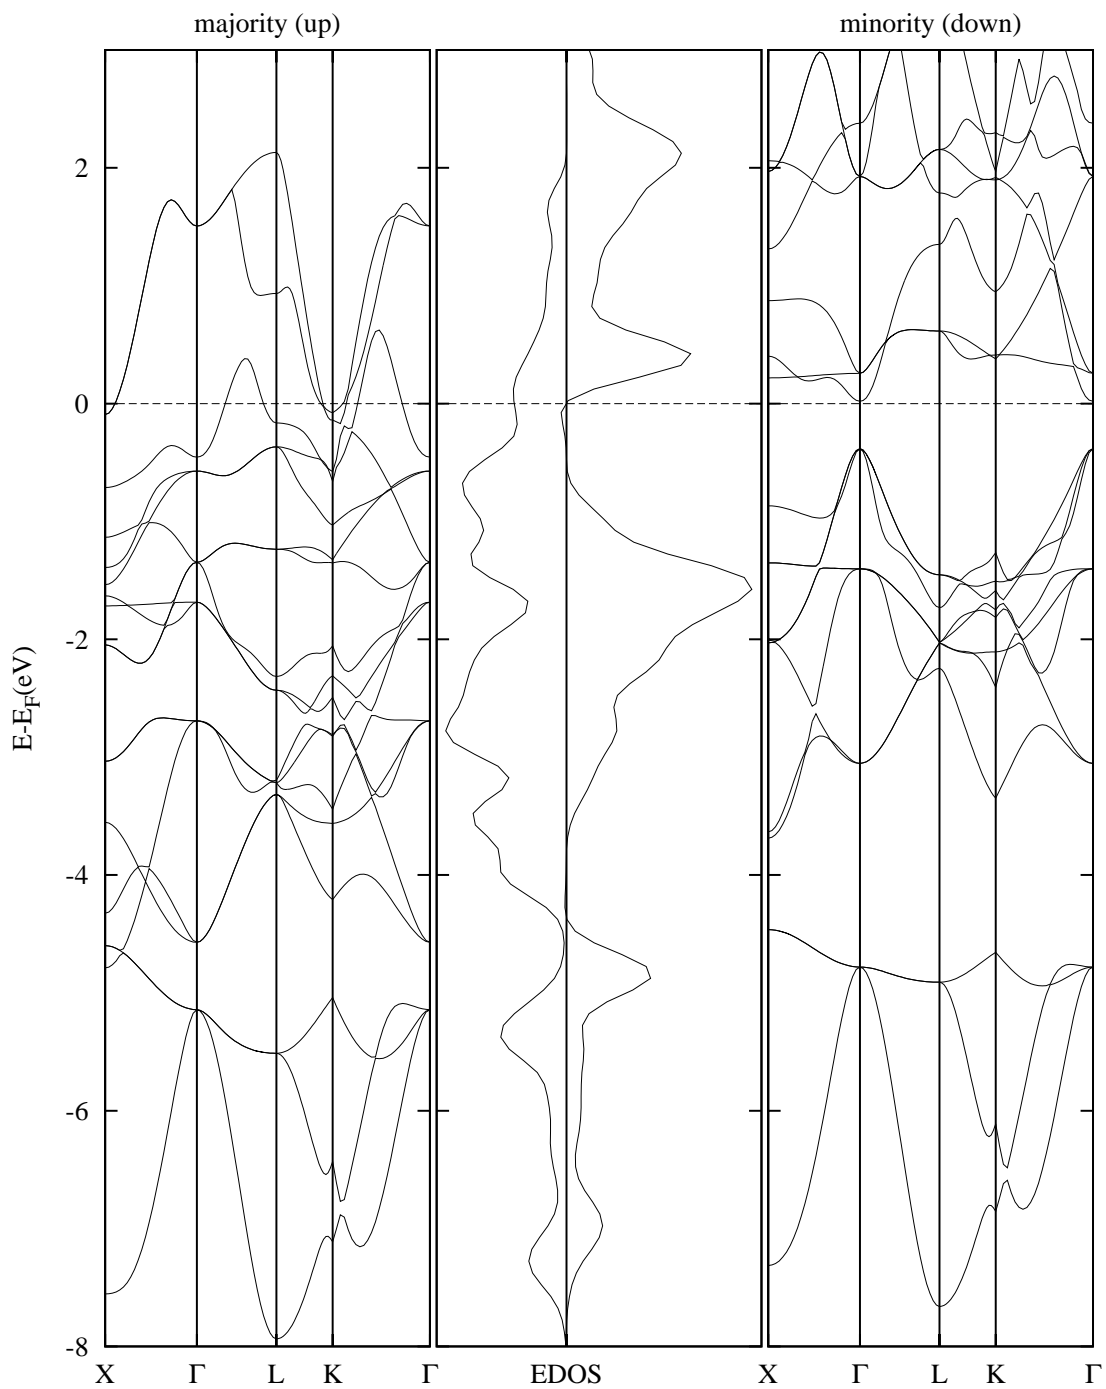 majority (up)
minority (down)
2
0
-2
-4
-6
-8
E-E_F(eV)
X Γ L K Γ
EDOS
X Γ L K Γ